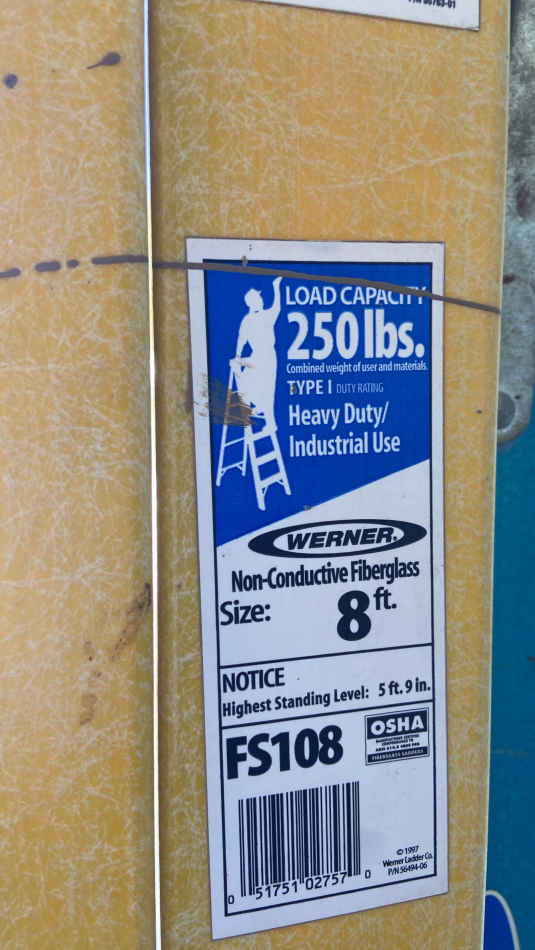 LOAD CAPACITY
250 lbs.
Combined weight of user and materials.
TYPE I DUTY RATING
Heavy Duty/
Industrial Use
WERNER®
Non-Conductive Fiberglass
Size: 8 ft.
NOTICE
Highest Standing Level: 5 ft. 9 in.
FS108
OSHA
FIBERGLASS LADDERS
© 1997
Werner Ladder Co.
P/N 56494-06
0 51751 02757 0